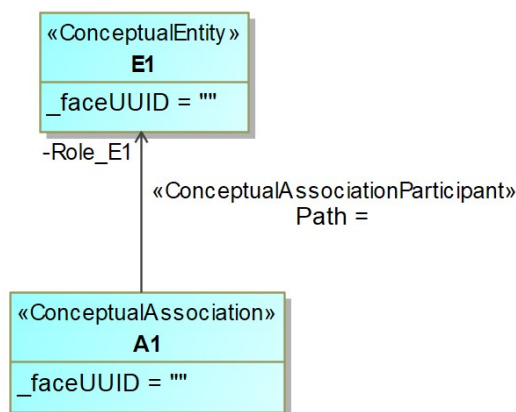 «ConceptualEntity»
E1
_faceUUID = ""
-Role_E1
«ConceptualAssociationParticipant»
Path =
«ConceptualAssociation»
A1
_faceUUID = ""